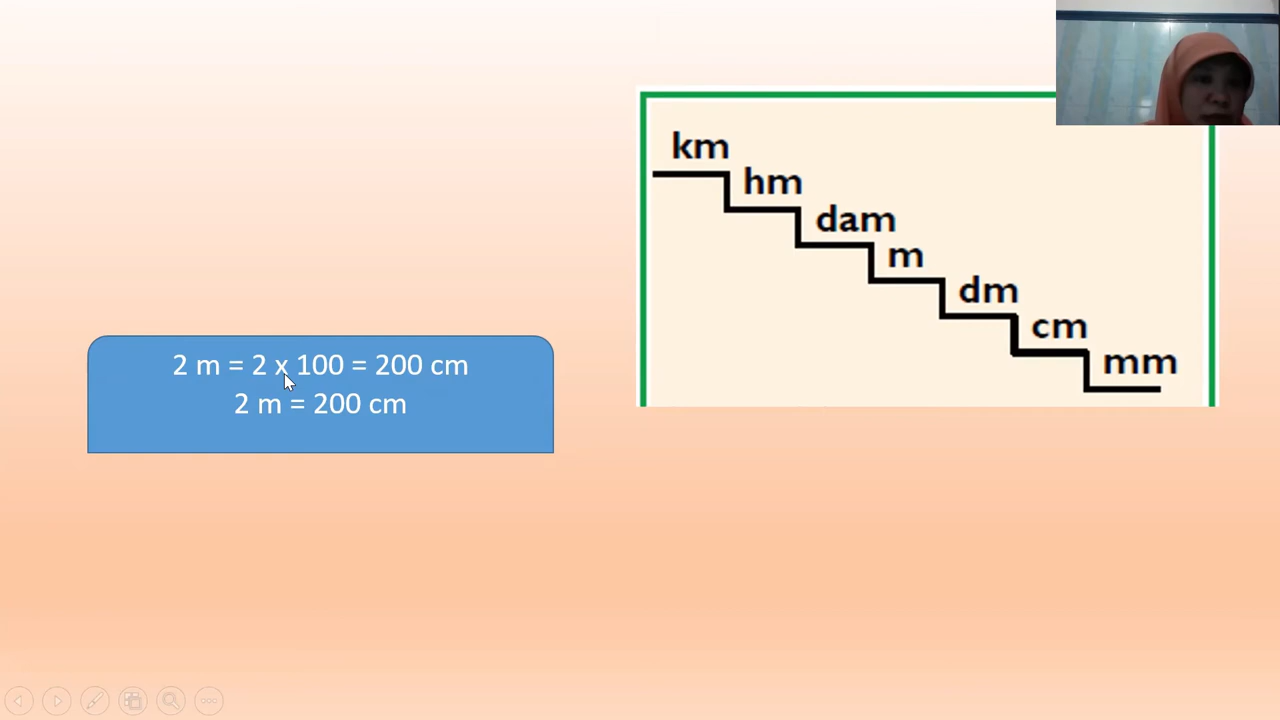 2 m = 2 x 100 = 200 cm
2 m = 200 cm
km
hm
dam
m
dm
cm
mm